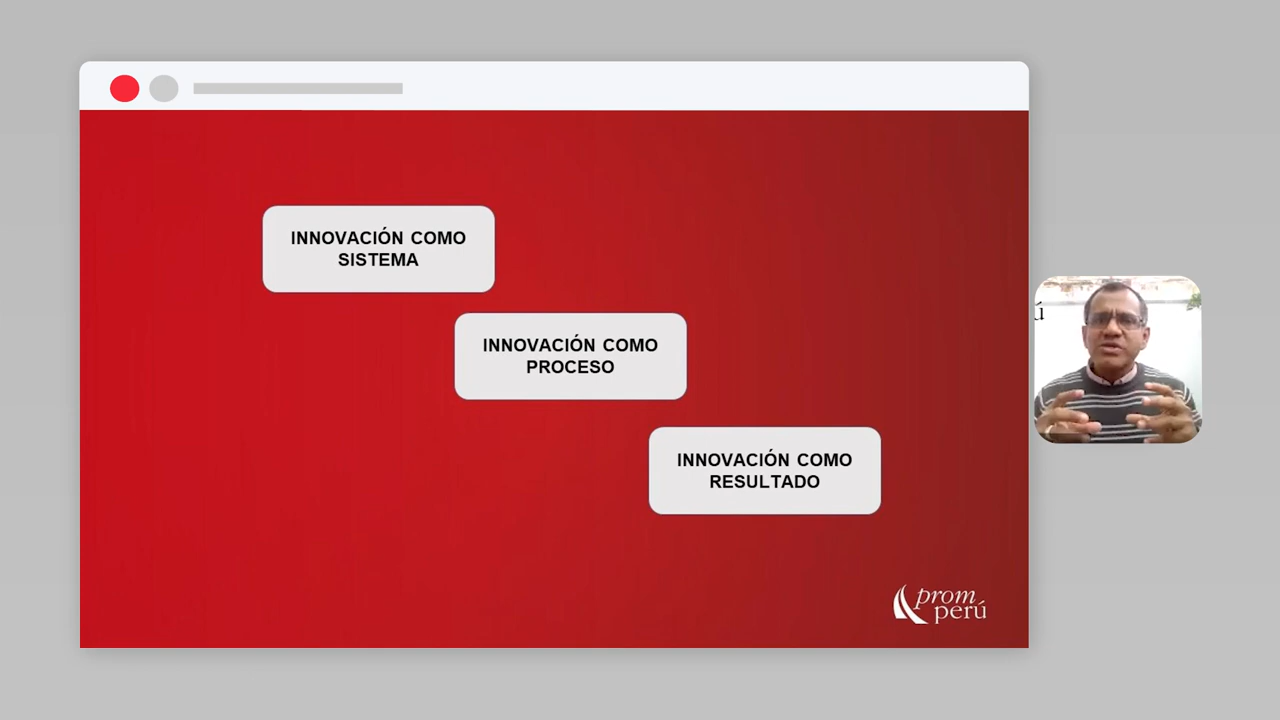 INNOVACIÓN COMO
SISTEMA
INNOVACIÓN COMO
PROCESO
INNOVACIÓN COMO
RESULTADO
prom
perú
ú